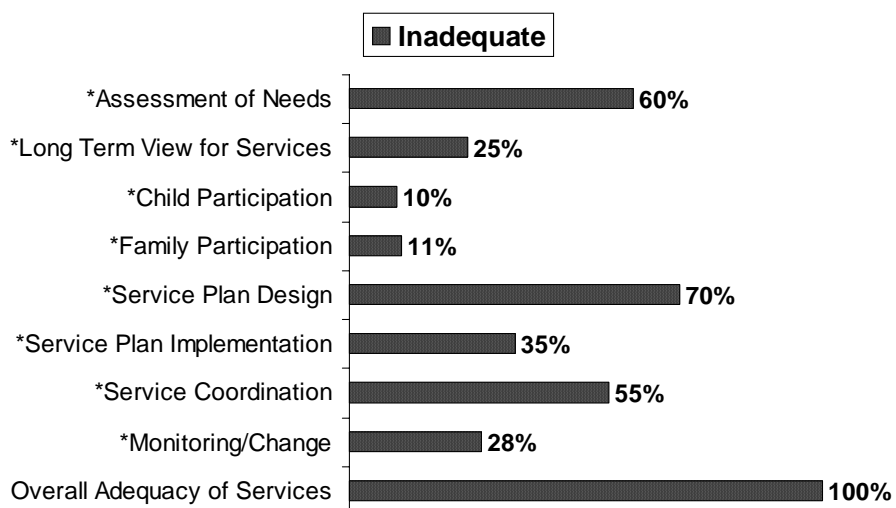 Inadequate
*Assessment of Needs 60%
*Long Term View for Services 25%
*Child Participation 10%
*Family Participation 11%
*Service Plan Design 70%
*Service Plan Implementation 35%
*Service Coordination 55%
*Monitoring/Change 28%
Overall Adequacy of Services 100%